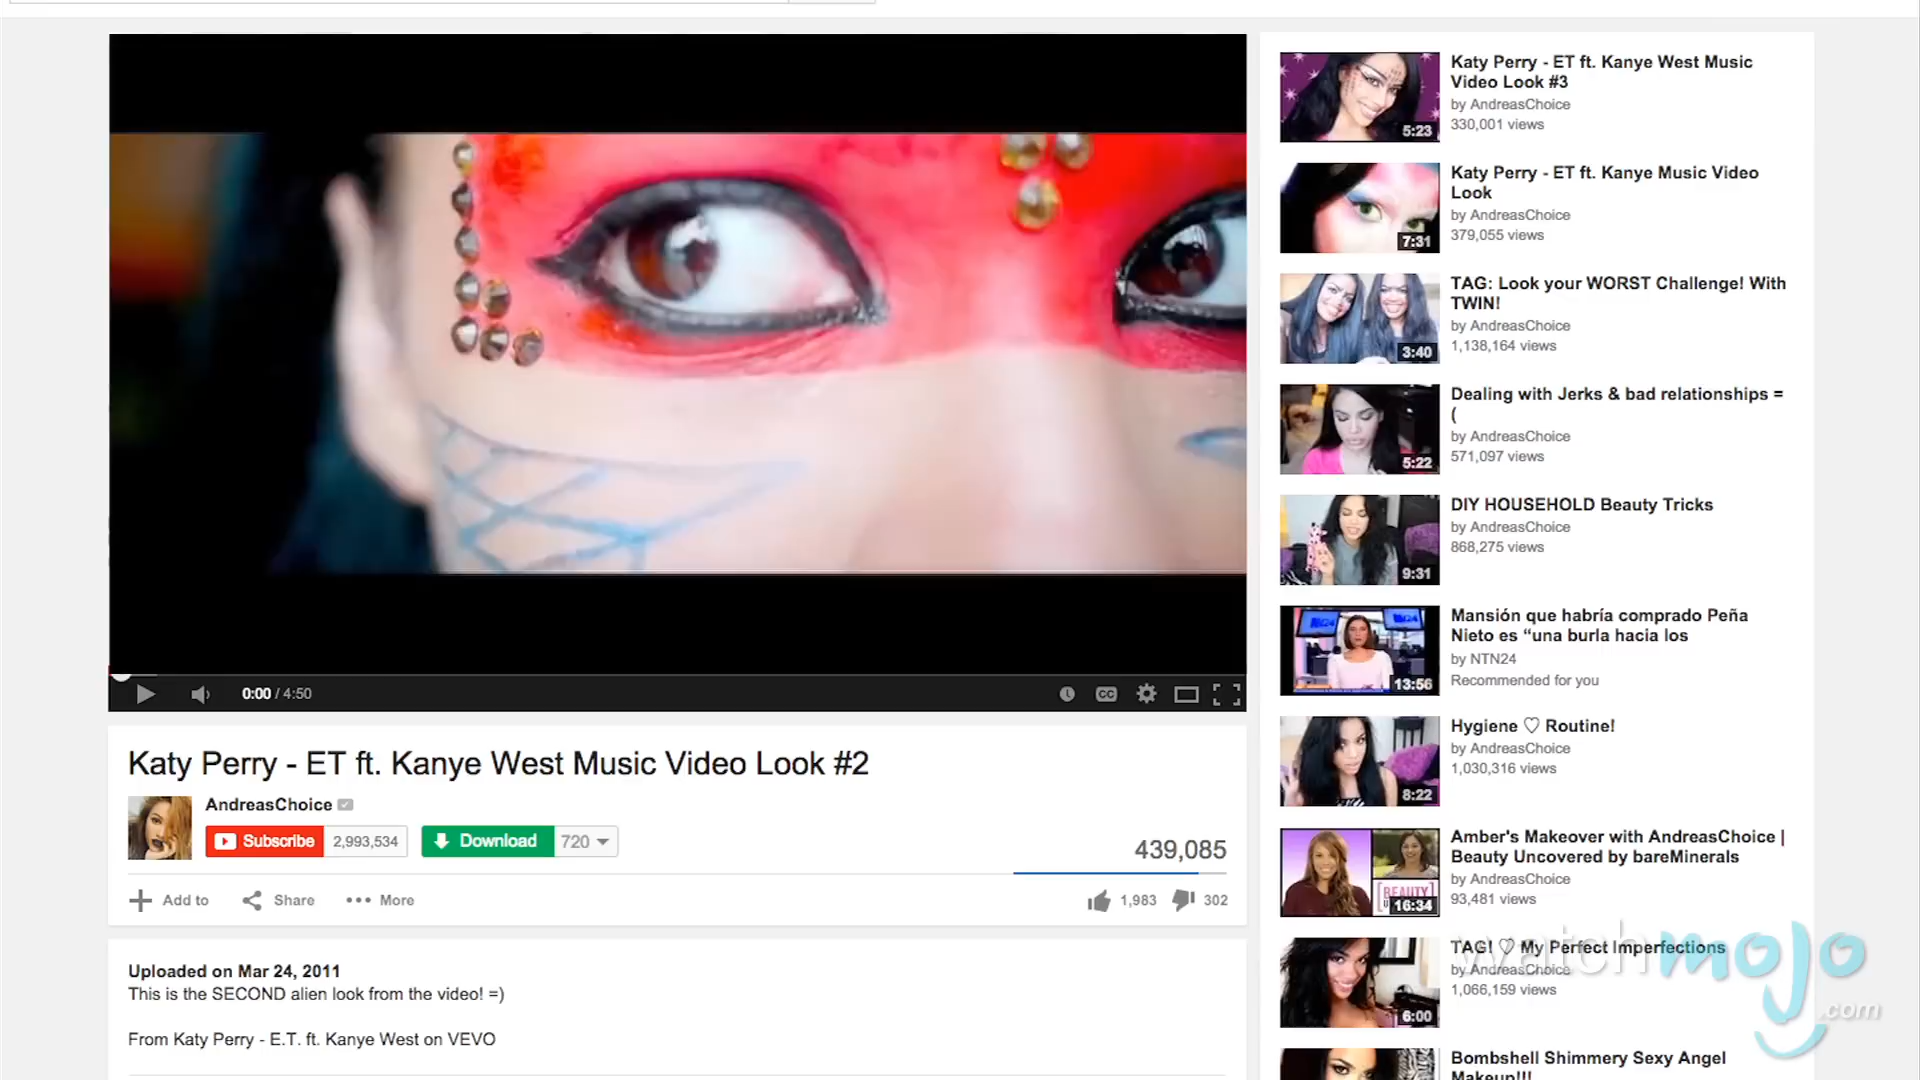 0:00 / 4:50
CC
Katy Perry - ET ft. Kanye West Music Video Look #2
AndreasChoice
Subscribe 2,993,534
Download 720
439,085
Add to
Share
More
1,983
302
Uploaded on Mar 24, 2011
This is the SECOND alien look from the video! =)
From Katy Perry - E.T. ft. Kanye West on VEVO
5:23
Katy Perry - ET ft. Kanye West Music
Video Look #3
by AndreasChoice
330,001 views
7:31
Katy Perry - ET ft. Kanye Music Video
Look
by AndreasChoice
379,055 views
3:40
TAG: Look your WORST Challenge! With
TWIN!
by AndreasChoice
1,138,164 views
5:22
Dealing with Jerks & bad relationships =
(
by AndreasChoice
571,097 views
9:31
DIY HOUSEHOLD Beauty Tricks
by AndreasChoice
868,275 views
13:56
Mansión que habría comprado Peña
Nieto es “una burla hacia los
by NTN24
Recommended for you
8:22
Hygiene ♡ Routine!
by AndreasChoice
1,030,316 views
BEAUTY
16:34
Amber's Makeover with AndreasChoice |
Beauty Uncovered by bareMinerals
by AndreasChoice
93,481 views
6:00
TAG! ♡ My Perfect Imperfections
by AndreasChoice
1,066,159 views
Bombshell Shimmery Sexy Angel
Makeup!!!
watchmojo
.com